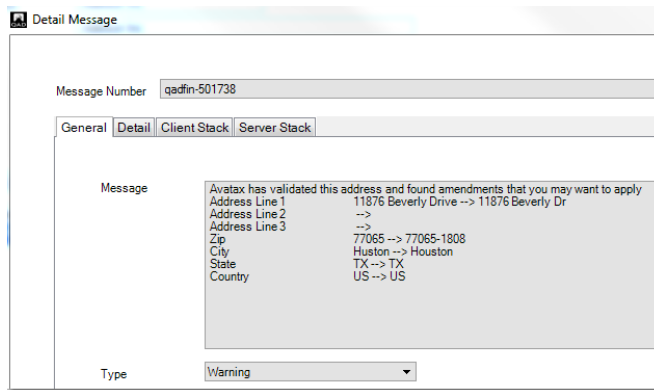 QAD Detail Message
Message Number qadfin-501738
General Detail Client Stack Server Stack
Message Avatax has validated this address and found amendments that you may want to apply
Address Line 1 11876 Beverly Drive --> 11876 Beverly Dr
Address Line 2 -->
Address Line 3 -->
Zip 77065 --> 77065-1808
City Huston --> Houston
State TX --> TX
Country US --> US
Type Warning